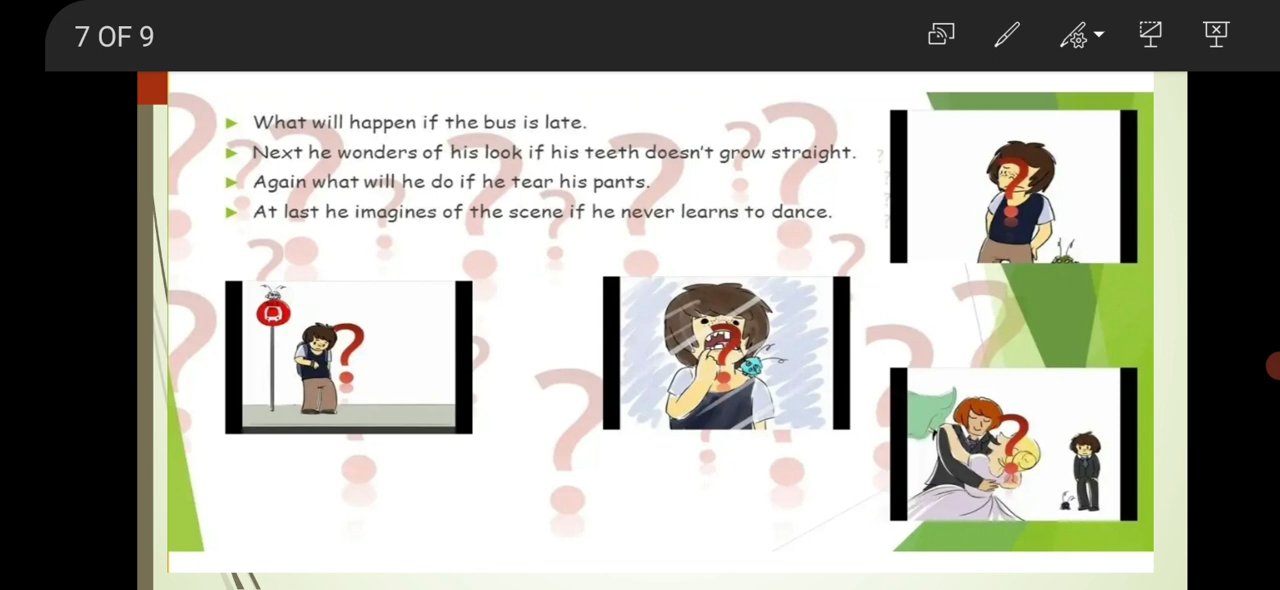 7 OF 9
What will happen if the bus is late.
Next he wonders of his look if his teeth doesn't grow straight.
Again what will he do if he tear his pants.
At last he imagines of the scene if he never learns to dance.